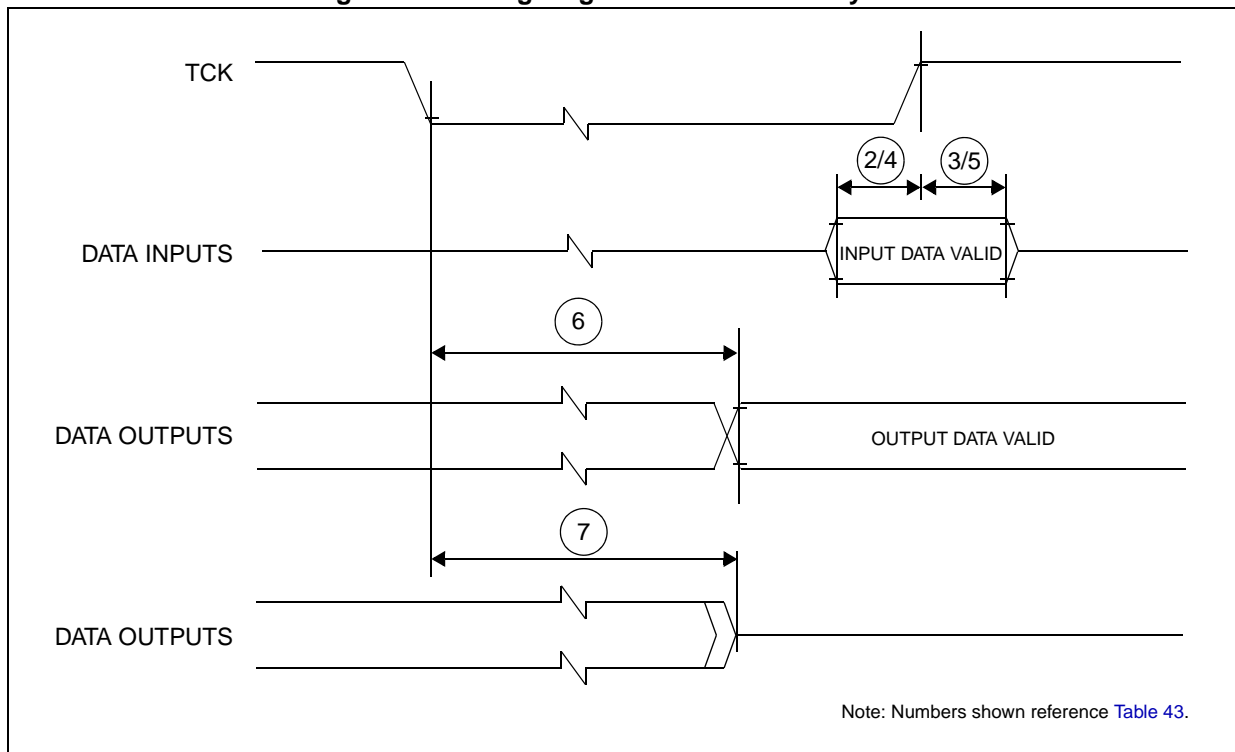 TCK
2/4
3/5
DATA INPUTS
INPUT DATA VALID
6
DATA OUTPUTS
OUTPUT DATA VALID
7
DATA OUTPUTS
Note: Numbers shown reference Table 43.